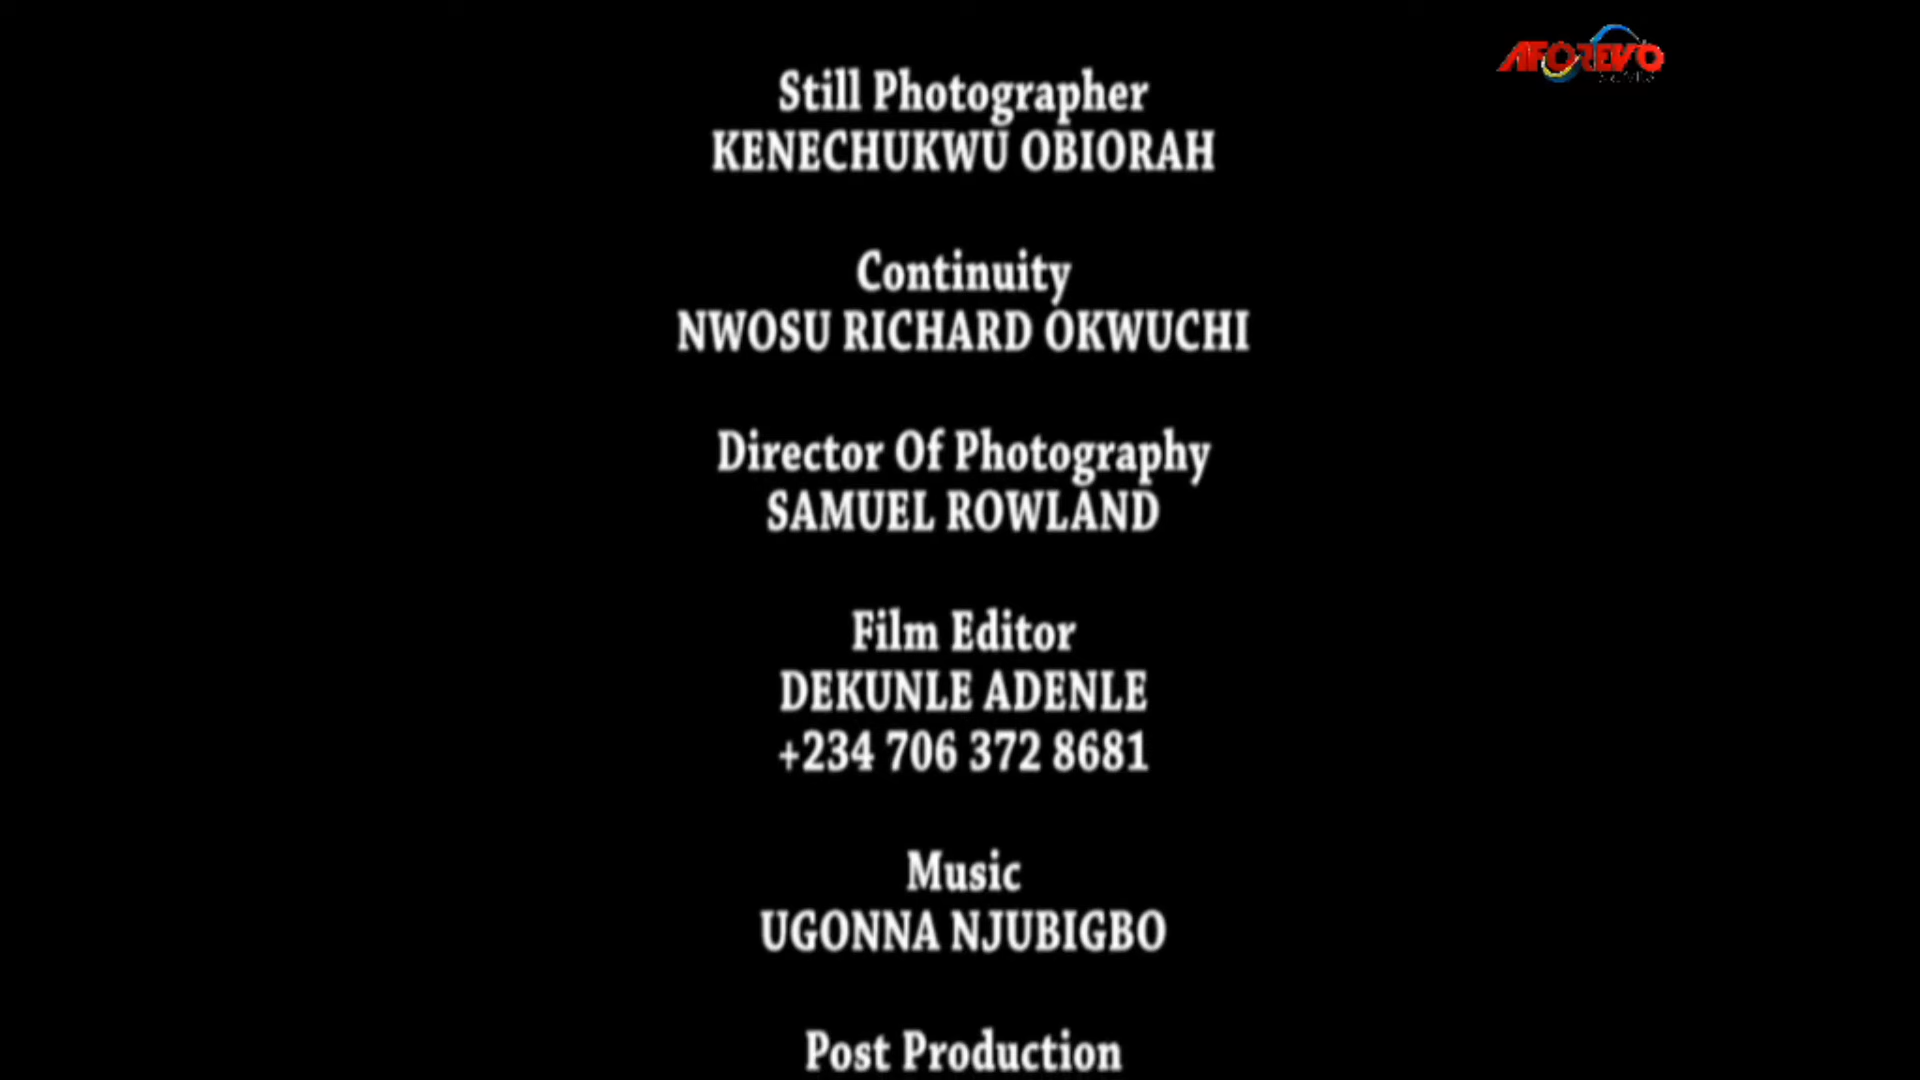 AFOREVO
Still Photographer
KENECHUKWU OBIORAH
Continuity
NWOSU RICHARD OKWUCHI
Director Of Photography
SAMUEL ROWLAND
Film Editor
DEKUNLE ADENLE
+234 706 372 8681
Music
UGONNA NJUBIGBO
Post Production